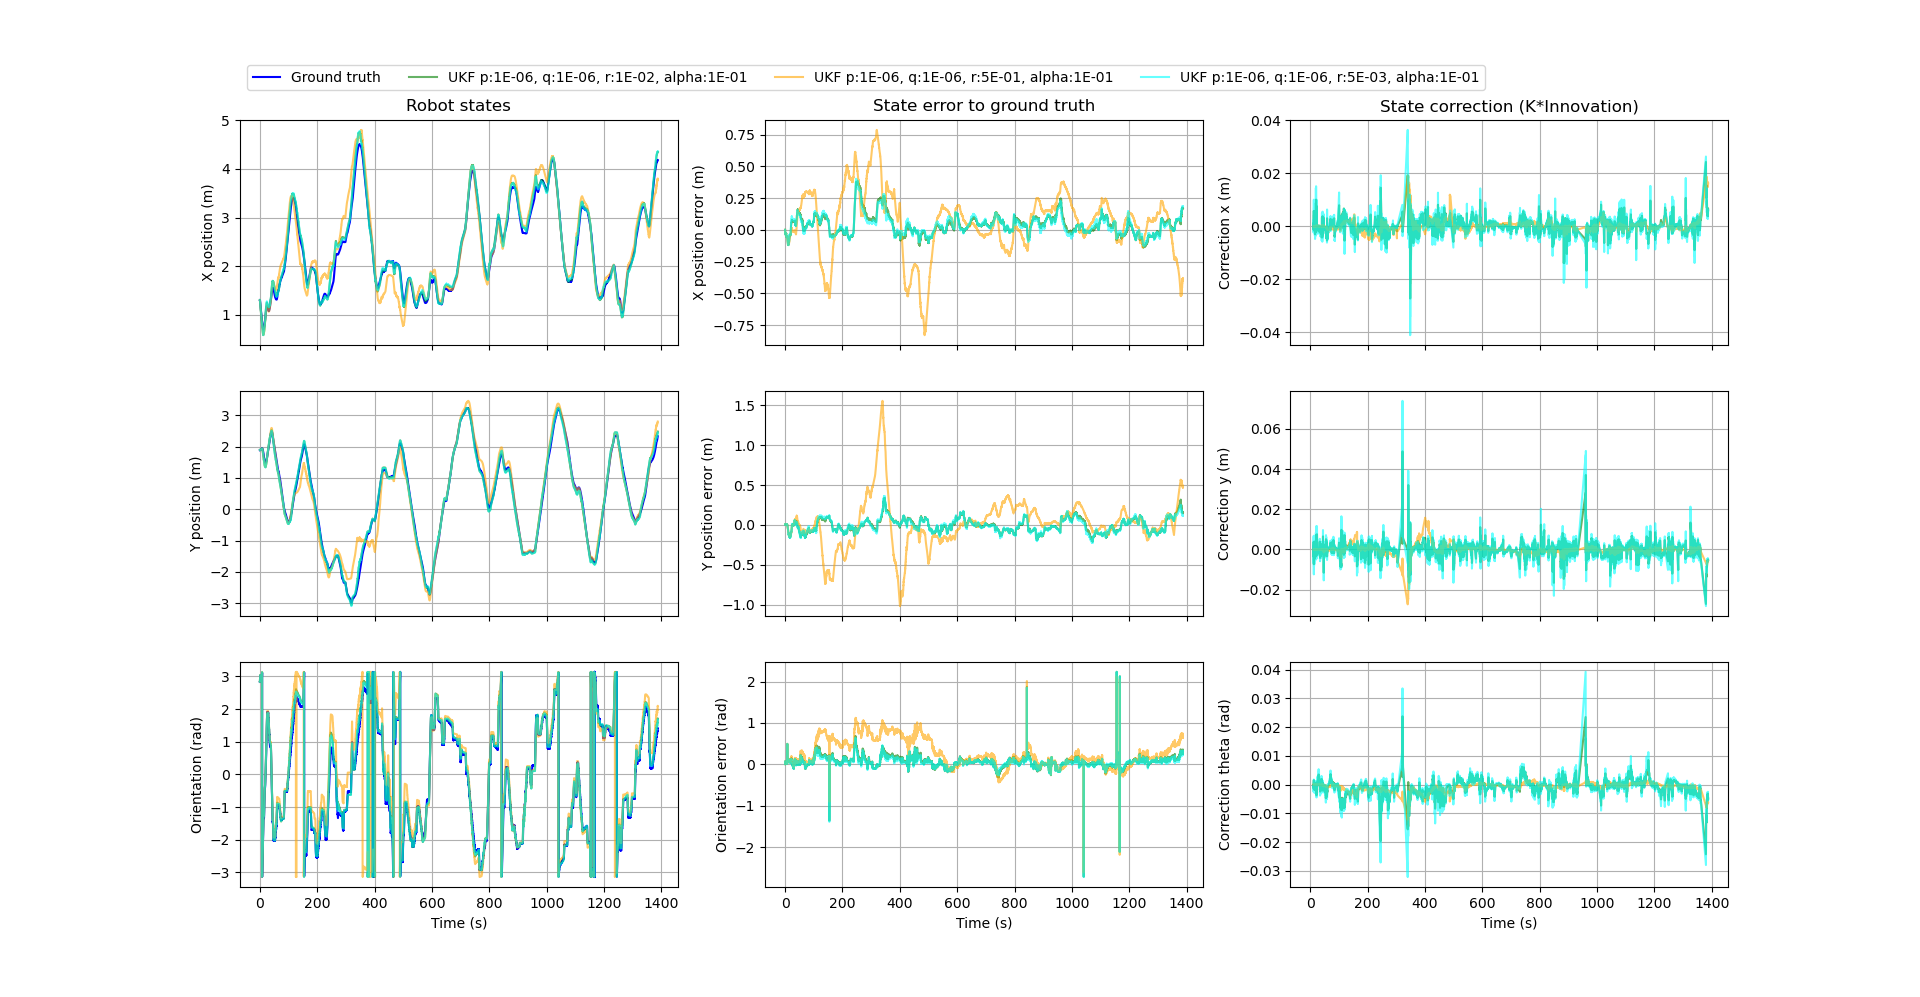 Ground truth UKF p:1E-06, q:1E-06, r:1E-02, alpha:1E-01 UKF p:1E-06, q:1E-06, r:5E-01, alpha:1E-01 UKF p:1E-06, q:1E-06, r:5E-03, alpha:1E-01
Robot states
X position (m)
5
4
3
2
1
State error to ground truth
X position error (m)
0.75
0.50
0.25
0.00
−0.25
−0.50
−0.75
State correction (K*Innovation)
Correction x (m)
0.04
0.02
0.00
−0.02
−0.04
Y position (m)
3
2
1
0
−1
−2
−3
Y position error (m)
1.5
1.0
0.5
0.0
−0.5
−1.0
Correction y (m)
0.06
0.04
0.02
0.00
−0.02
Orientation (rad)
3
2
1
0
−1
−2
−3
0 200 400 600 800 1000 1200 1400
Time (s)
Orientation error (rad)
2
1
0
−1
−2
0 200 400 600 800 1000 1200 1400
Time (s)
Correction theta (rad)
0.04
0.03
0.02
0.01
0.00
−0.01
−0.02
−0.03
0 200 400 600 800 1000 1200 1400
Time (s)